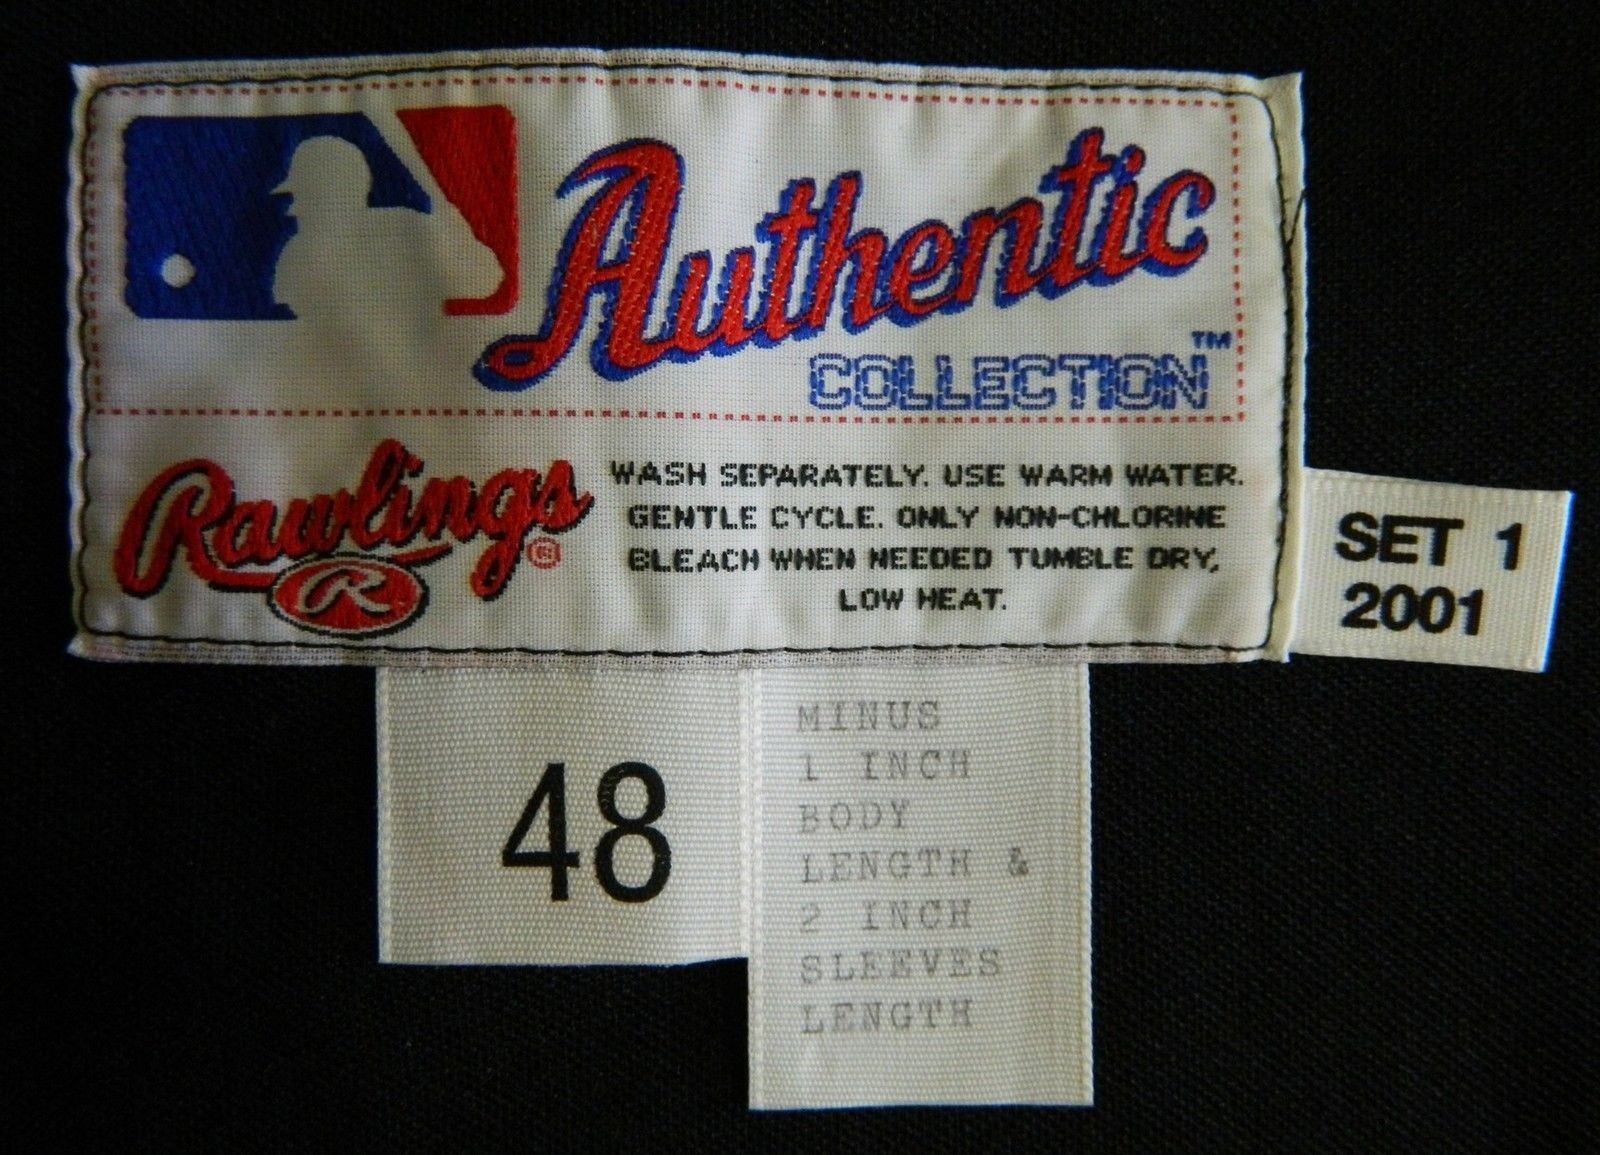 Authentic
COLLECTION™
Rawlings®
R
WASH SEPARATELY. USE WARM WATER.
GENTLE CYCLE. ONLY NON-CHLORINE
BLEACH WHEN NEEDED TUMBLE DRY,
LOW HEAT.
SET 1
2001
48
MINUS
1 INCH
BODY
LENGTH &
2 INCH
SLEEVES
LENGTH